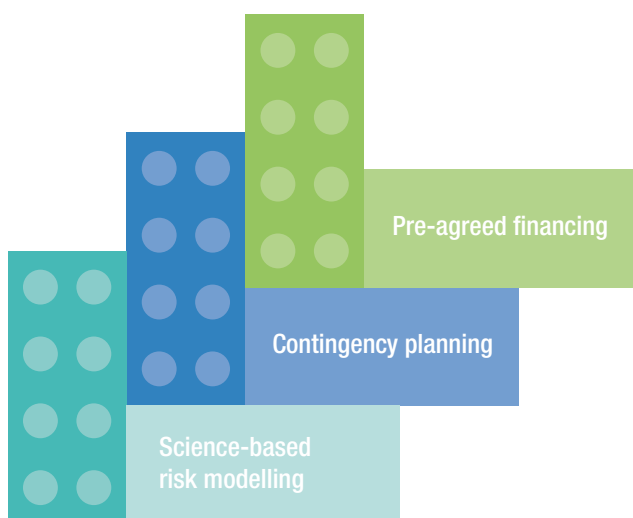 Pre-agreed financing
Contingency planning
Science-based
risk modelling